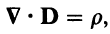 ∇ · D = ρ,